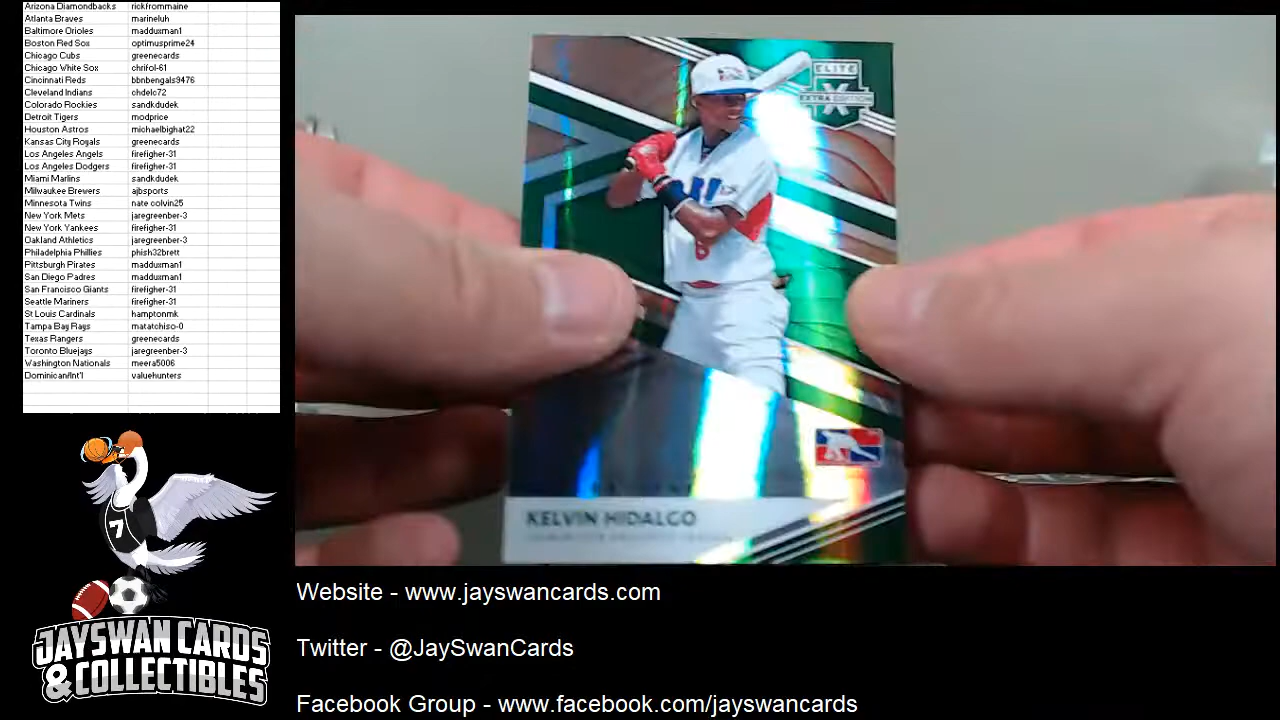 Arizona Diamondbacks rickfrommaine
Atlanta Braves marineluh
Baltimore Orioles madduxman1
Boston Red Sox optimusprime24
Chicago Cubs greenecards
Chicago White Sox chrifol-61
Cincinnati Reds bbnbengals9476
Cleveland Indians chdelc72
Colorado Rookies sandkdudek
Detroit Tigers modprice
Houston Astros michaelbighat22
Kansas City Royals greenecards
Los Angeles Angels firefigher-31
Los Angeles Dodgers firefigher-31
Miami Marlins sandkdudek
Milwaukee Brewers ajbsports
Minnesota Twins nate colvin25
New York Mets jaregreenber-3
New York Yankees firefigher-31
Oakland Athletics jaregreenber-3
Philadelphia Phillies phish32brett
Pittsburgh Pirates madduxman1
San Diego Padres madduxman1
San Francisco Giants firefigher-31
Seattle Mariners firefigher-31
St Louis Cardinals hamptonmk
Tampa Bay Rays matatchiso-0
Texas Rangers greenecards
Toronto Bluejays jaregreenber-3
Washington Nationals meera5006
Dominican/Int'l valuehunters
ELITE
X
EXTRA EDITION
KELVIN HIDALGO
7
JAYSWAN CARDS
& COLLECTIBLES
Website - www.jayswancards.com
Twitter - @JaySwanCards
Facebook Group - www.facebook.com/jayswancards